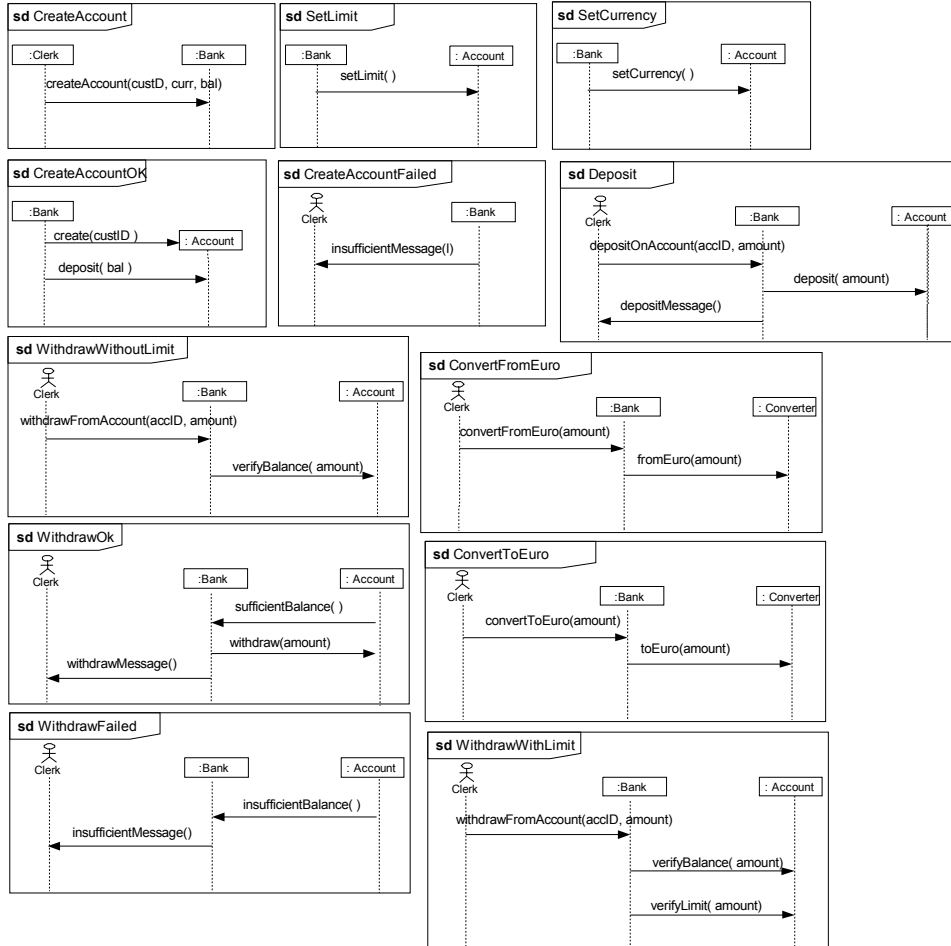 sd CreateAccount
:Clerk
:Bank
createAccount(custD, curr, bal)
sd SetLimit
:Bank
: Account
setLimit( )
sd SetCurrency
:Bank
: Account
setCurrency( )
sd CreateAccountOK
:Bank
create(custID )
: Account
deposit( bal )
sd CreateAccountFailed
Clerk
:Bank
insufficientMessage(l)
sd Deposit
Clerk
:Bank
: Account
depositOnAccount(accID, amount)
deposit( amount)
depositMessage()
sd WithdrawWithoutLimit
Clerk
:Bank
: Account
withdrawFromAccount(accID, amount)
verifyBalance( amount)
sd ConvertFromEuro
Clerk
:Bank
: Converter
convertFromEuro(amount)
fromEuro(amount)
sd WithdrawOk
Clerk
:Bank
: Account
sufficientBalance( )
withdraw(amount)
withdrawMessage()
sd ConvertToEuro
Clerk
:Bank
: Converter
convertToEuro(amount)
toEuro(amount)
sd WithdrawFailed
Clerk
:Bank
: Account
insufficientBalance( )
insufficientMessage()
sd WithdrawWithLimit
Clerk
:Bank
: Account
withdrawFromAccount(accID, amount)
verifyBalance( amount)
verifyLimit( amount)